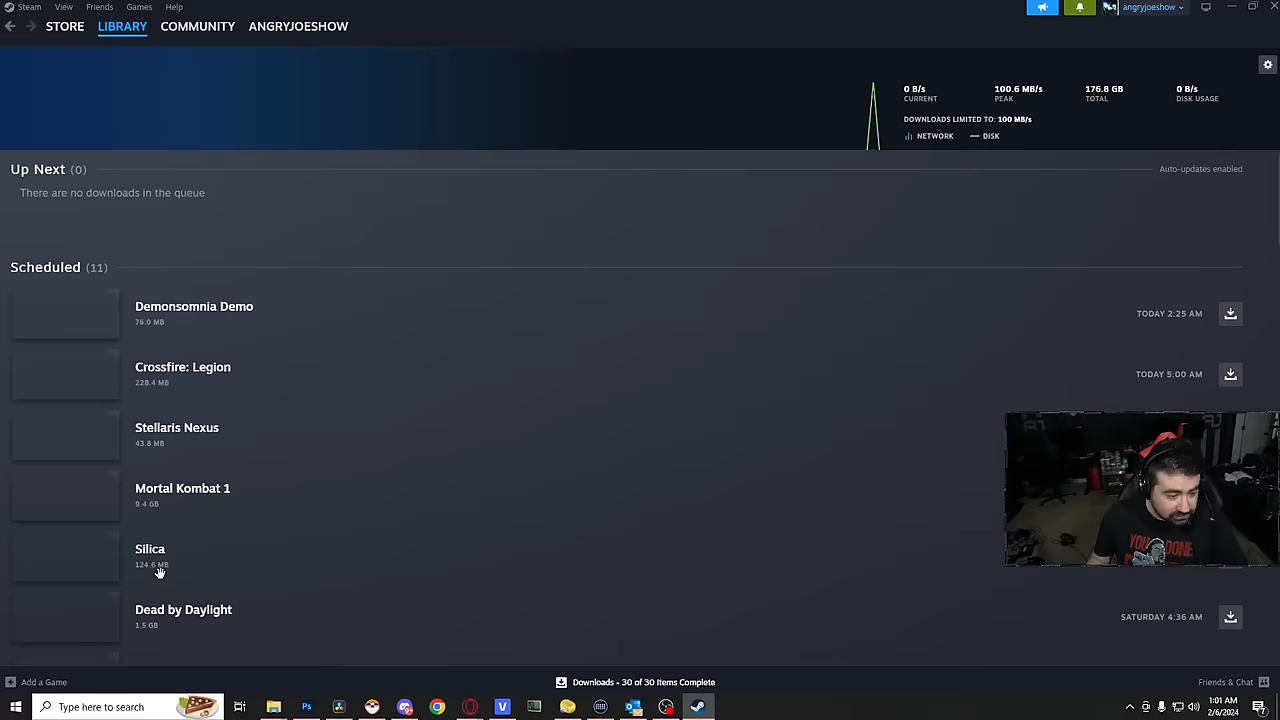 Steam View Friends Games Help
angryjoeshow
STORE LIBRARY COMMUNITY ANGRYJOESHOW
0 B/s 100.6 MB/s 176.8 GB 0 B/s
CURRENT PEAK TOTAL DISK USAGE
DOWNLOADS LIMITED TO: 100 MB/s
NETWORK DISK
Up Next (0)
Auto-updates enabled
There are no downloads in the queue
Scheduled (11)
Demonsomnia Demo
76.0 MB
TODAY 2:25 AM
Crossfire: Legion
228.4 MB
TODAY 5:00 AM
Stellaris Nexus
43.8 MB
Mortal Kombat 1
9.4 GB
Silica
124.6 MB
Dead by Daylight
1.5 GB
SATURDAY 4:36 AM
Add a Game
Downloads - 30 of 30 Items Complete
Friends & Chat
Type here to search
Ps
V
1:01 AM
2/6/2024